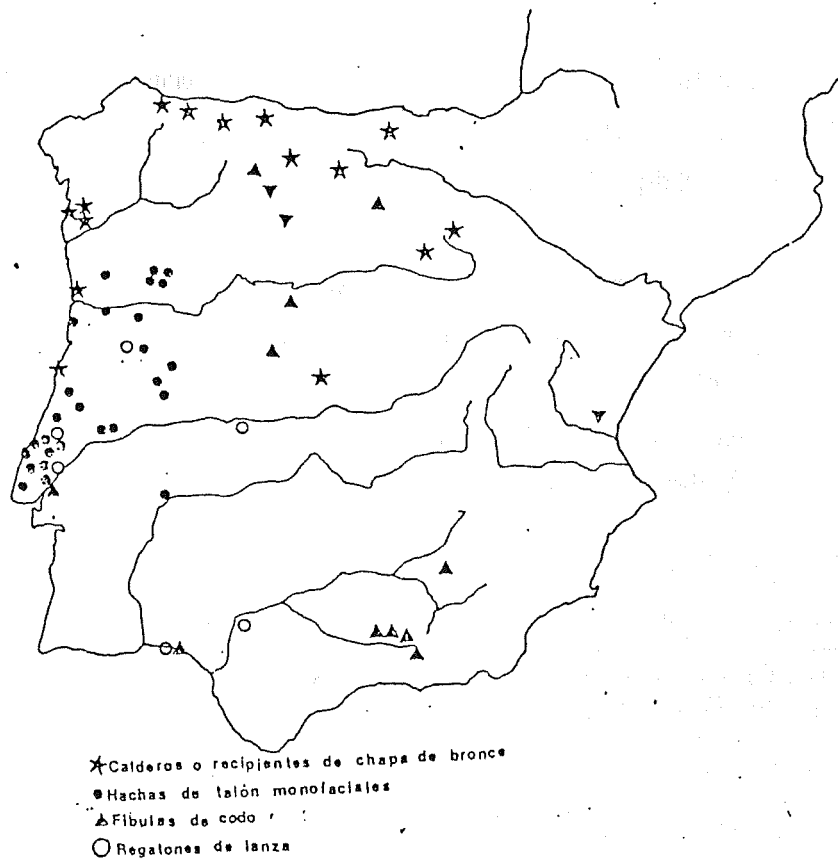 Calderos o recipientes de chapa de bronce
Hachas de talón monofaciales
Fíbulas de codo
Regatones de lanza